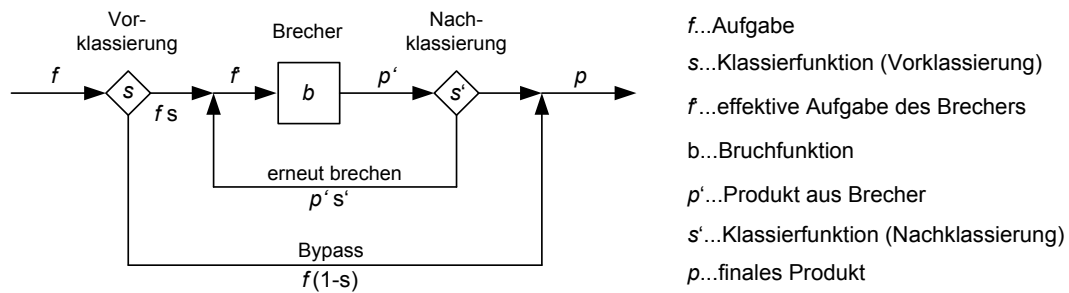 Vor-
klassierung
Brecher
Nach-
klassierung
f
s
f s
f'
b
p'
s'
p
erneut brechen
p' s'
Bypass
f (1-s)
f...Aufgabe
s...Klassierfunktion (Vorklassierung)
f'...effektive Aufgabe des Brechers
b...Bruchfunktion
p'...Produkt aus Brecher
s'...Klassierfunktion (Nachklassierung)
p...finales Produkt